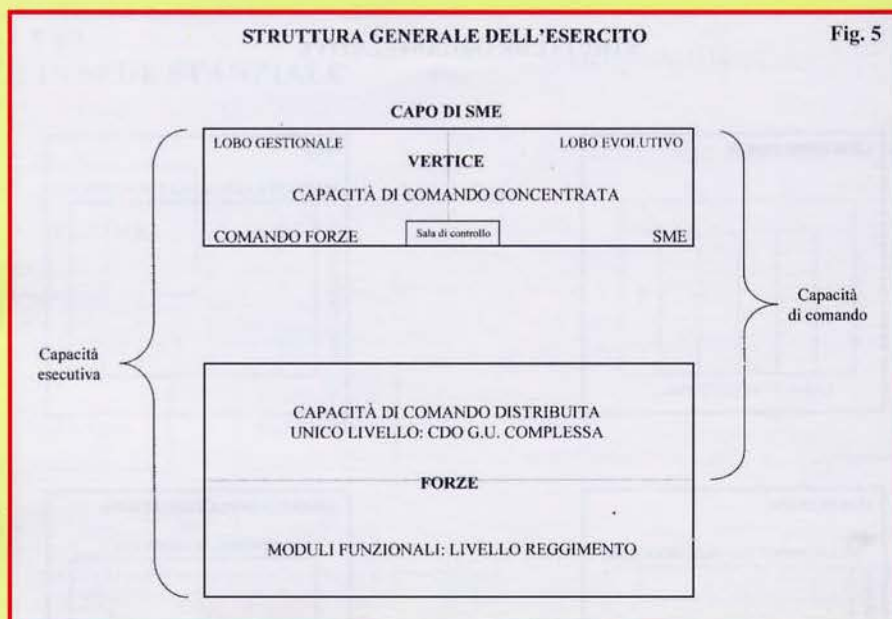 STRUTTURA GENERALE DELL'ESERCITO
Fig. 5
CAPO DI SME
LOBO GESTIONALE
LOBO EVOLUTIVO
VERTICE
CAPACITÀ DI COMANDO CONCENTRATA
COMANDO FORZE
Sala di controllo
SME
Capacità
di comando
Capacità
esecutiva
CAPACITÀ DI COMANDO DISTRIBUITA
UNICO LIVELLO: CDO G.U. COMPLESSA
FORZE
MODULI FUNZIONALI: LIVELLO REGGIMENTO